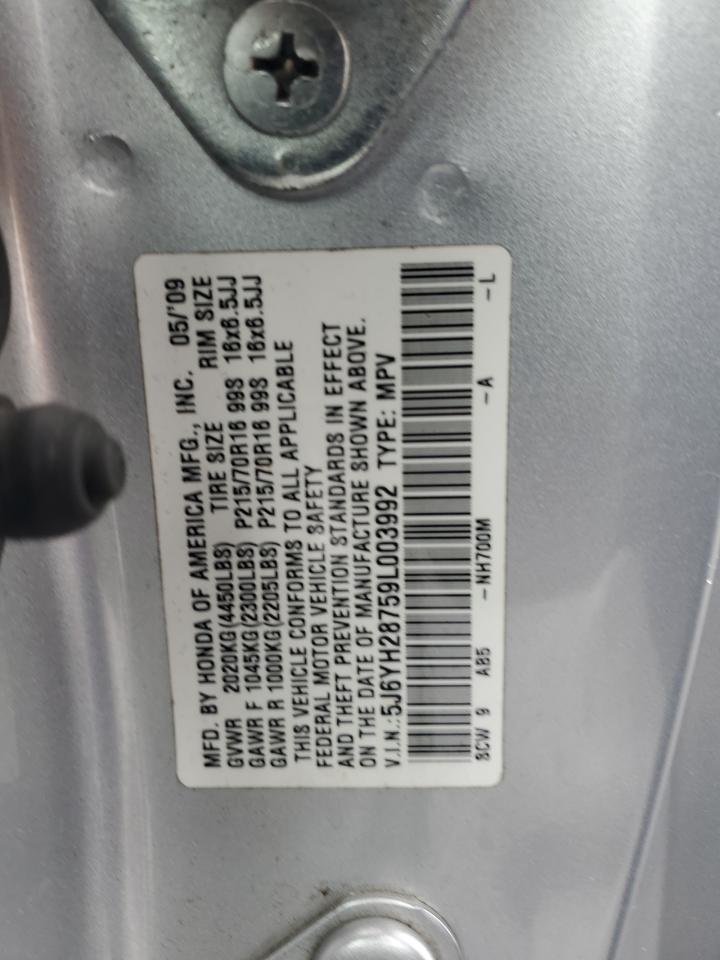 MFD. BY HONDA OF AMERICA MFG., INC. 05/'09
GVWR 2020KG(4450LBS) TIRE SIZE RIM SIZE
GAWR F 1045KG(2300LBS) P215/70R16 99S 16x6.5JJ
GAWR R 1000KG(2205LBS) P215/70R16 99S 16x6.5JJ
THIS VEHICLE CONFORMS TO ALL APPLICABLE
FEDERAL MOTOR VEHICLE SAFETY
AND THEFT PREVENTION STANDARDS IN EFFECT
ON THE DATE OF MANUFACTURE SHOWN ABOVE.
V.I.N.:5J6YH28759L003992 TYPE: MPV
SCW 9 AB5 -NH700M -A -L